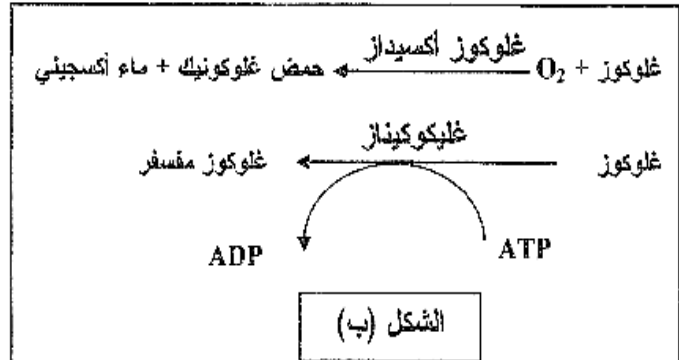 غلوكوز أكسيداز
غلوكوز + O₂ حمض غلوكونيك + ماء أكسجيني
غليكوكيناز
غلوكوز غلوكوز مفسفر
ATP ADP
الشكل (ب)